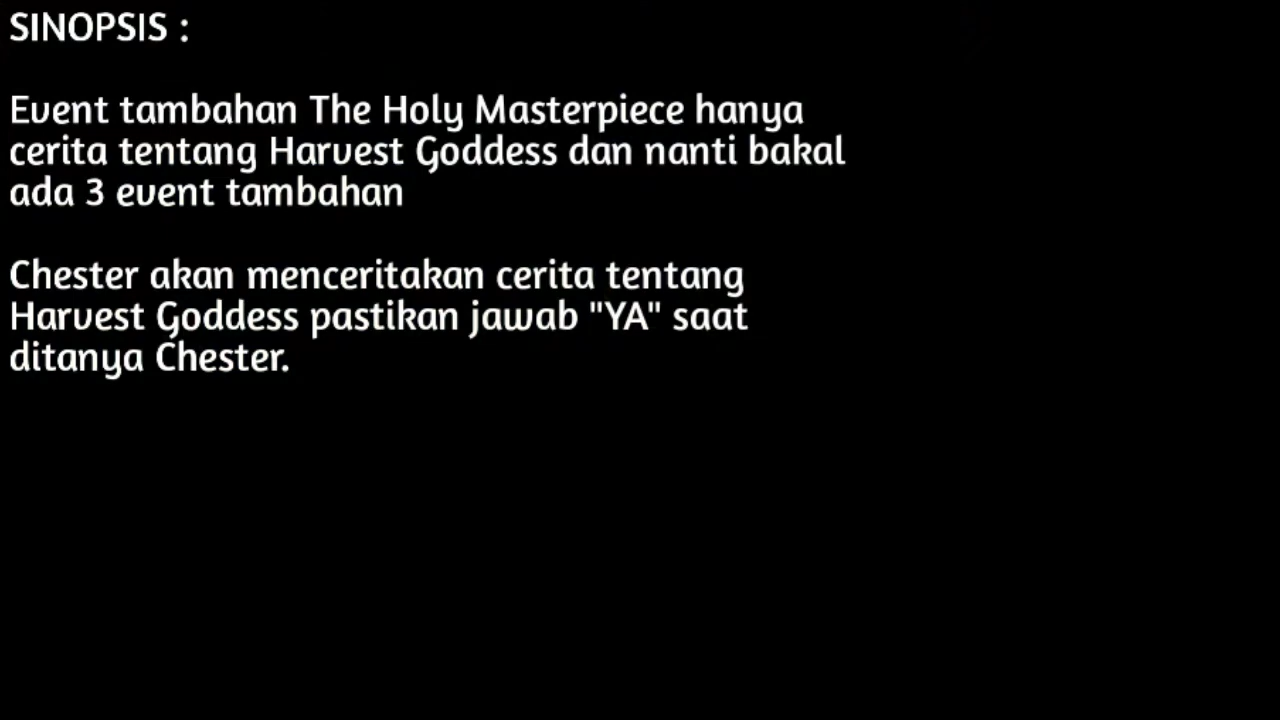 SINOPSIS :
Event tambahan The Holy Masterpiece hanya
cerita tentang Harvest Goddess dan nanti bakal
ada 3 event tambahan
Chester akan menceritakan cerita tentang
Harvest Goddess pastikan jawab "YA" saat
ditanya Chester.